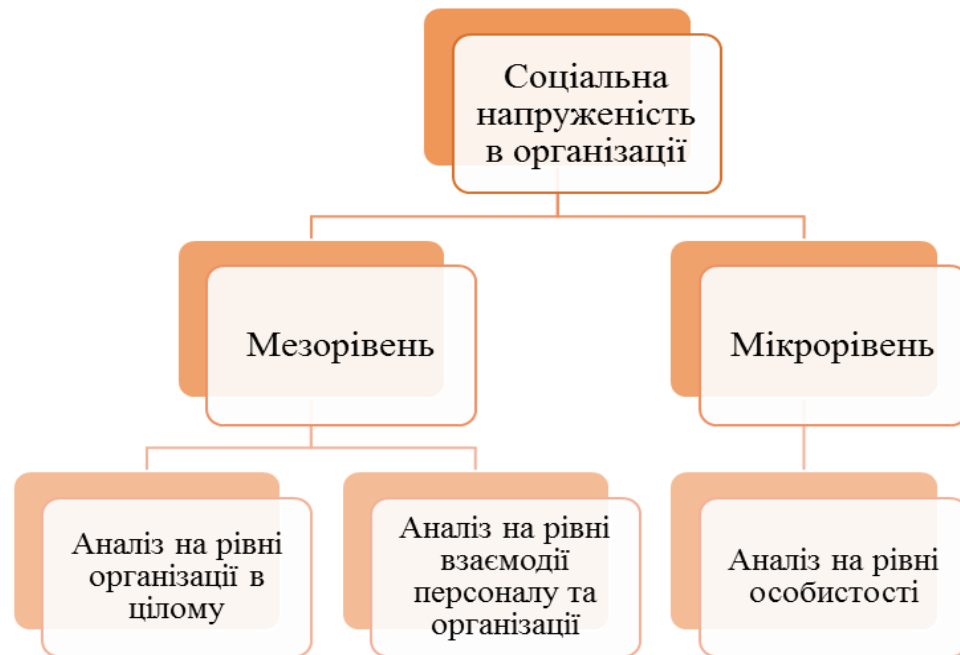 Соціальна
напруженість
в організації
Мезорівень
Мікрорівень
Аналіз на рівні
організації в
цілому
Аналіз на рівні
взаємодії
персоналу та
організації
Аналіз на рівні
особистості